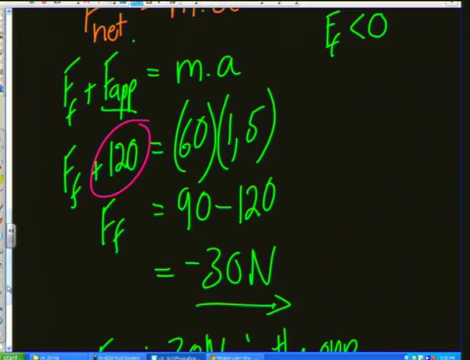 Fnet = m.a
Ff < 0
Ff + Fapp = m.a
Ff + 120 = (60)(1,5)
Ff = 90 - 120
= -30N